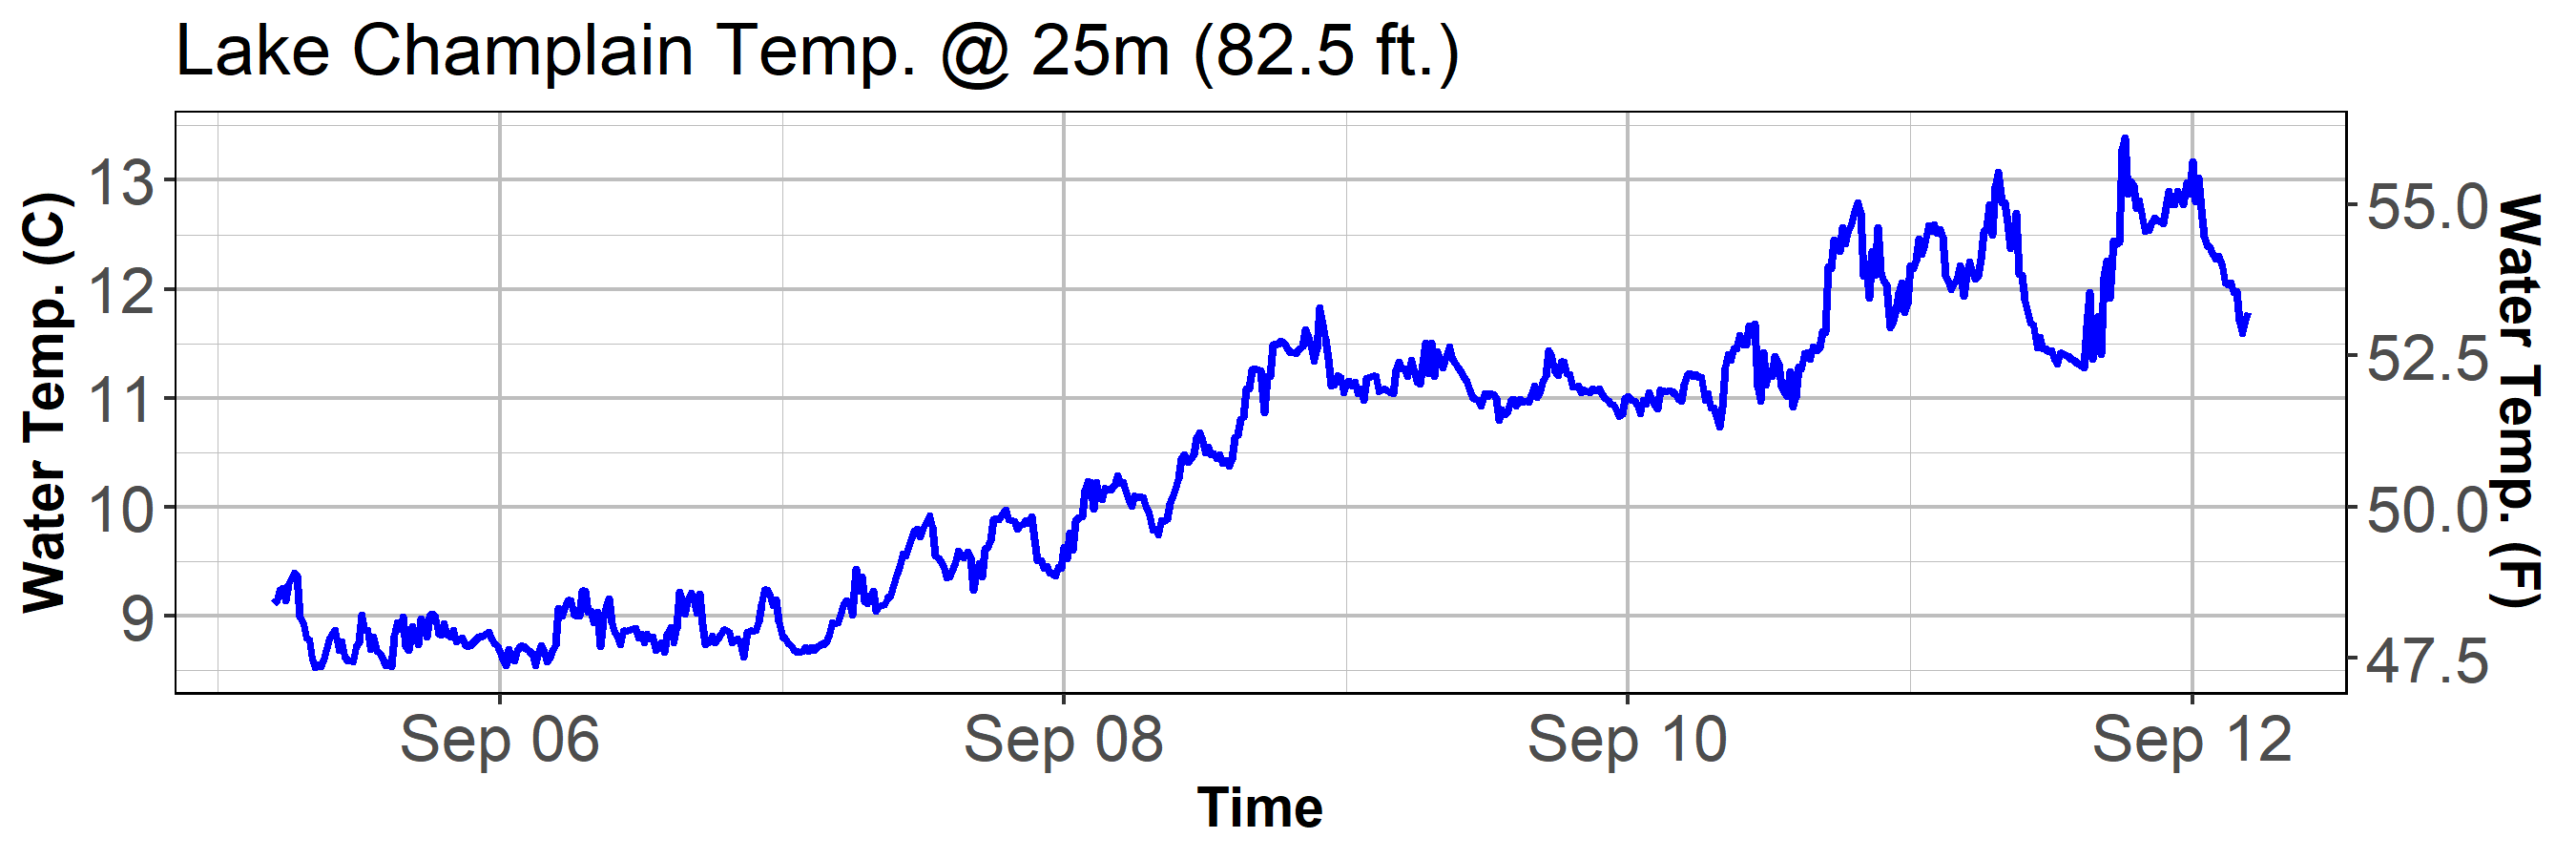 Lake Champlain Temp. @ 25m (82.5 ft.)
Water Temp. (C)
13
12
11
10
9
55.0
52.5
50.0
47.5
Water Temp. (F)
Sep 06
Sep 08
Sep 10
Sep 12
Time